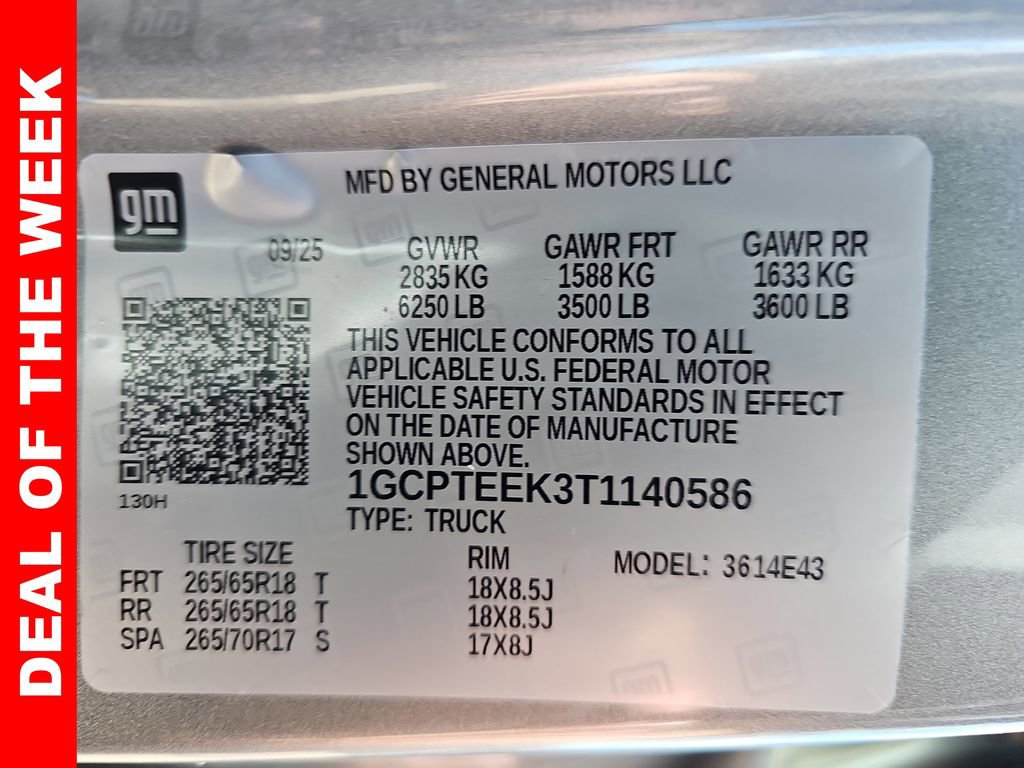 DEAL OF THE WEEK
gm
MFD BY GENERAL MOTORS LLC
09/25
GVWR GAWR FRT GAWR RR
2835 KG 1588 KG 1633 KG
6250 LB 3500 LB 3600 LB
THIS VEHICLE CONFORMS TO ALL
APPLICABLE U.S. FEDERAL MOTOR
VEHICLE SAFETY STANDARDS IN EFFECT
ON THE DATE OF MANUFACTURE
SHOWN ABOVE.
1GCPTEEK3T1140586
130H
TYPE: TRUCK
TIRE SIZE RIM MODEL: 3614E43
FRT 265/65R18 T 18X8.5J
RR 265/65R18 T 18X8.5J
SPA 265/70R17 S 17X8J